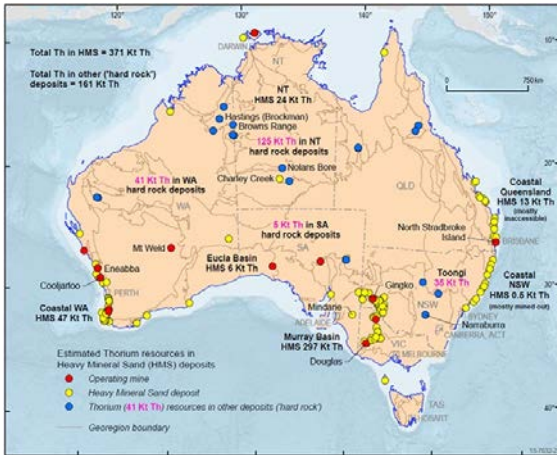 120°
130°
140°
150°
Total Th in HMS = 371 Kt Th
Total Th in other ('hard rock')
deposits = 161 Kt Th
DARWIN
10°
NT
NT
HMS 24 Kt Th
0
750 km
Hastings (Brockman)
Browns Range
125 Kt Th in NT
hard rock deposits
20°
Nolans Bore
Charley Creek
41 Kt Th in WA
hard rock deposits
WA
QLD
Coastal
Queensland
HMS 13 Kt Th
(mostly
inaccessible)
5 Kt Th in SA
hard rock deposits
SA
North Stradbroke
Island
BRISBANE
Mt Weld
Eucla Basin
HMS 6 Kt Th
Eneabba
Cooljarloo
PERTH
Toongi
35 Kt Th
Ginkgo
NSW
Coastal
NSW
HMS 0.5 Kt Th
(mostly mined out)
30°
Coastal WA
HMS 47 Kt Th
Mindarie
ADELAIDE
SYDNEY
CANBERRA, ACT
Narraburra
Murray Basin
HMS 297 Kt Th
Douglas
VIC
MELBOURNE
Estimated Thorium resources in
Heavy Mineral Sand (HMS) deposits
Operating mine
Heavy Mineral Sand deposit
Thorium (41 Kt Th) resources in other deposits ('hard rock')
Georegion boundary
TAS
HOBART
40°